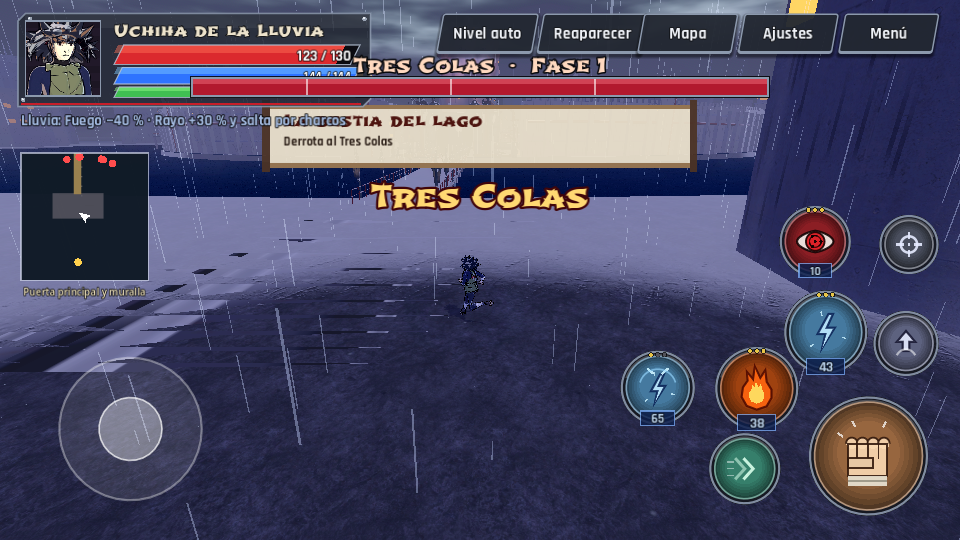 Uchiha de la Lluvia
123 / 130
144 / 144
Nivel auto
Reaparecer
Mapa
Ajustes
Menú
Tres Colas · Fase 1
Lluvia: Fuego -40 % · Rayo +30 % y salta por charcos
Bestia del Lago
Derrota al Tres Colas
Tres Colas
Puerta principal y muralla
10
43
65
38